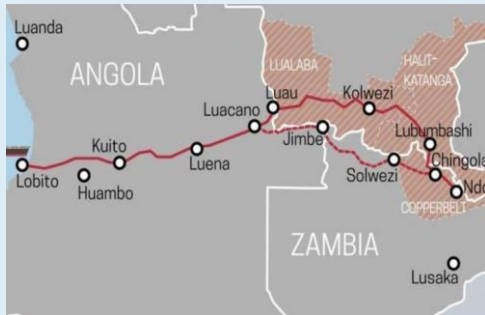 Luanda
ANGOLA
LUALABA
HAUT-
KATANGA
Luau
Kolwezi
Luacano
Jimbe
Lubumbashi
Kuito
Luena
Solwezi
Chingola
Lobito
Huambo
Ndo
COPPERBELT
ZAMBIA
Lusaka